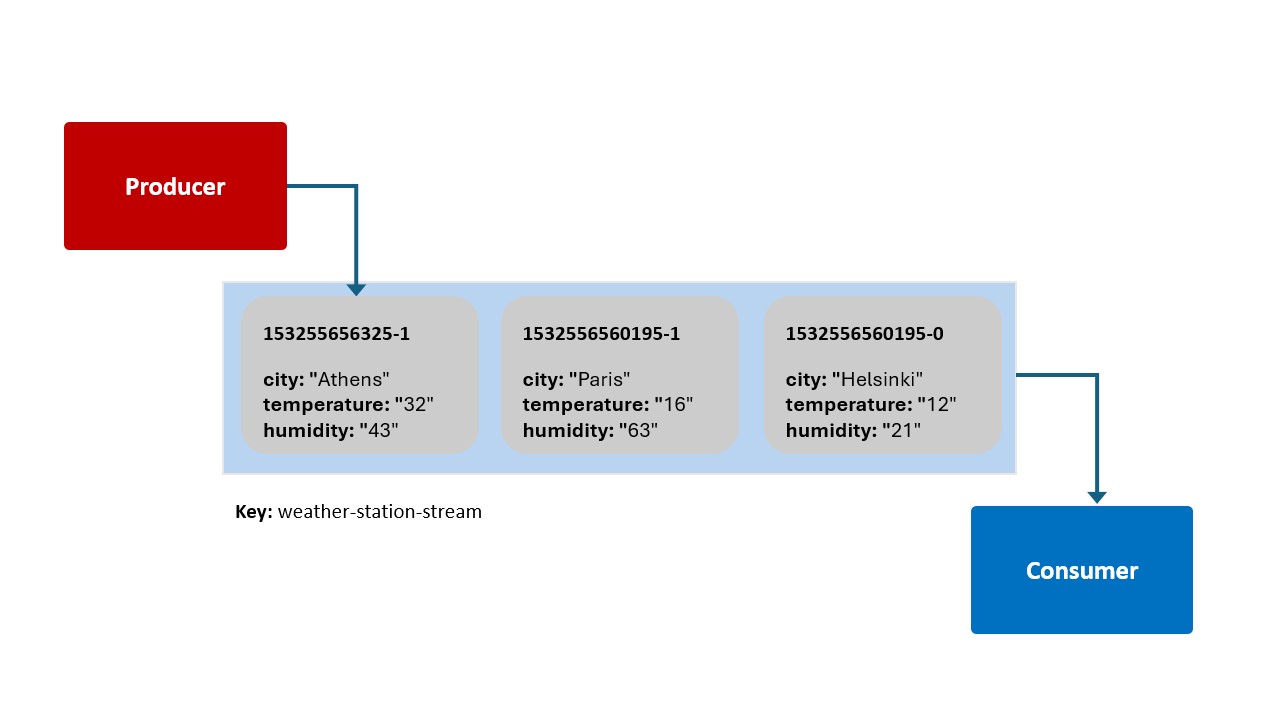 Producer
153255656325-1
city: "Athens"
temperature: "32"
humidity: "43"
1532556560195-1
city: "Paris"
temperature: "16"
humidity: "63"
1532556560195-0
city: "Helsinki"
temperature: "12"
humidity: "21"
Key: weather-station-stream
Consumer